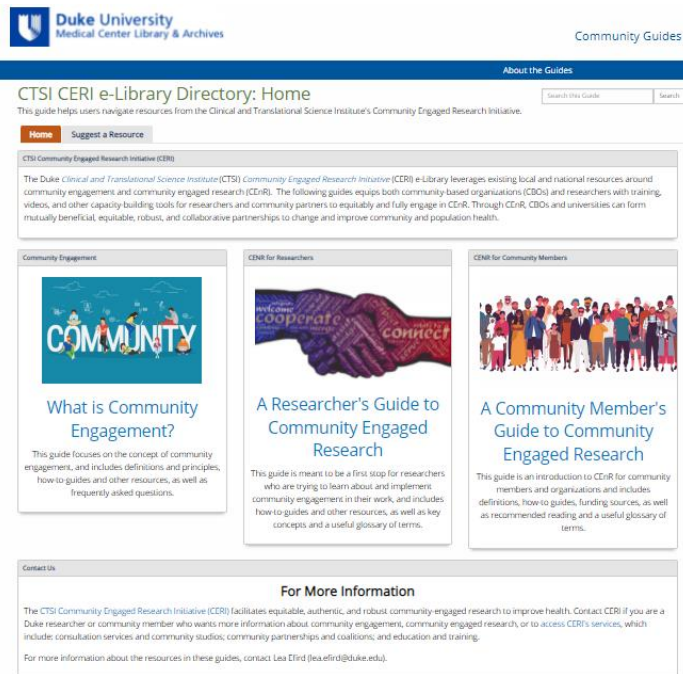 Duke University
Medical Center Library & Archives
Community Guides
About the Guides
CTSI CERI e-Library Directory: Home
Search this Guide
Search
This guide helps users navigate resources from the Clinical and Translational Science Institute's Community Engaged Research Initiative.
Home
Suggest a Resource
CTSI Community Engaged Research Initiative (CERI)
The Duke Clinical and Translational Science Institute (CTSI) Community Engaged Research Initiative (CERI) e-Library leverages existing local and national resources around
community engagement and community engaged research (CEnR). The following guides equips both community-based organizations (CBOs) and researchers with training,
videos, and other capacity-building tools for researchers and community partners to equitably and fully engage in CEnR. Through CEnR, CBOs and universities can form
mutually beneficial, equitable, robust, and collaborative partnerships to change and improve community and population health.
Community Engagement
COMMUNITY
What is Community
Engagement?
This guide focuses on the concept of community
engagement, and includes definitions and principles,
how-to-guides and other resources, as well as
frequently asked questions.
CENR for Researchers
welcome
cooperate
connect
A Researcher's Guide to
Community Engaged
Research
This guide is meant to be a first stop for researchers
who are trying to learn about and implement
community engagement in their work, and includes
how-to-guides and other resources, as well as key
concepts and a useful glossary of terms.
CENR for Community Members
A Community Member's
Guide to Community
Engaged Research
This guide is an introduction to CEnR for community
members and organizations and includes
definitions, how-to guides, funding sources, as well
as recommended reading and a useful glossary of
terms.
Contact Us
For More Information
The CTSI Community Engaged Research Initiative (CERI) facilitates equitable, authentic, and robust community-engaged research to improve health. Contact CERI if you are a
Duke researcher or community member who wants more information about community engagement, community engaged research, or to access CERI's services, which
include: consultation services and community studios; community partnerships and coalitions; and education and training.
For more information about the resources in these guides, contact Lea Efird (lea.efird@duke.edu).